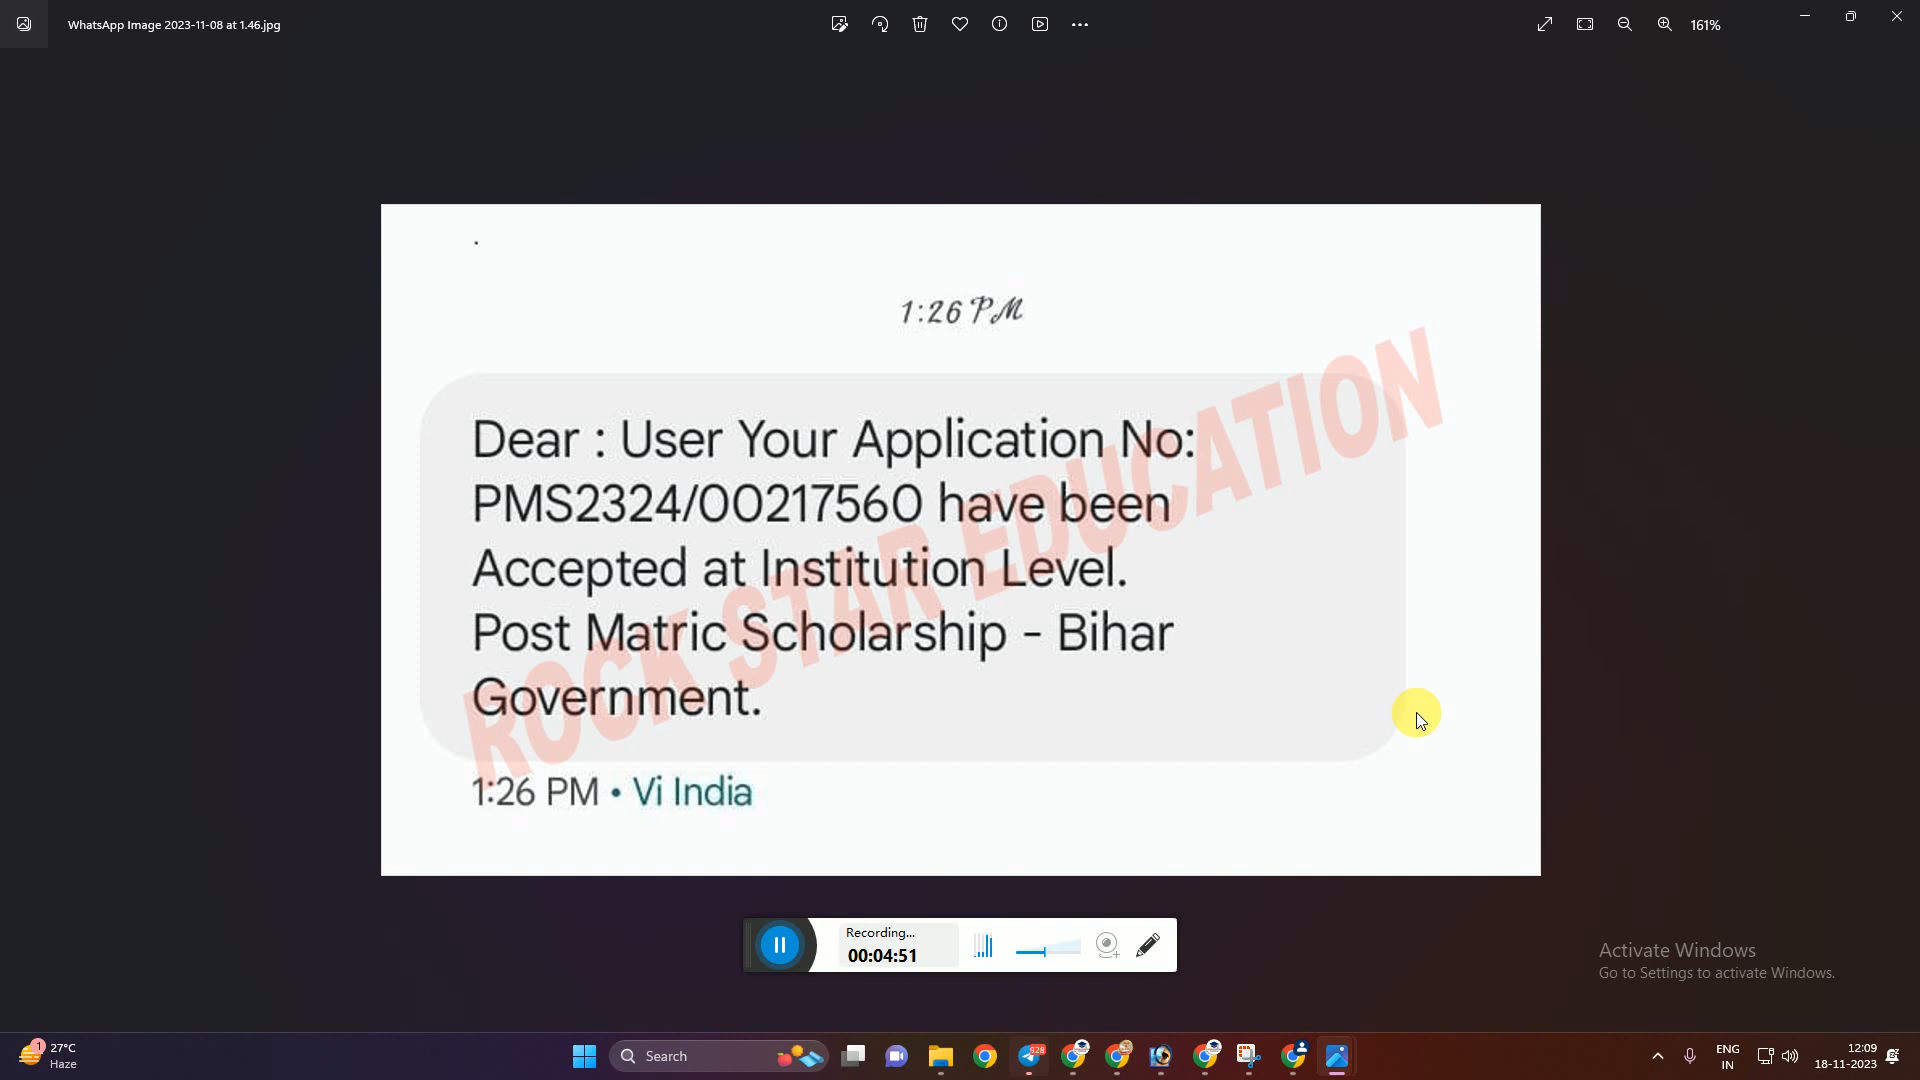 WhatsApp Image 2023-11-08 at 1.46.jpg
161%
1:26 PM
Dear : User Your Application No:
PMS2324/00217560 have been
Accepted at Institution Level.
Post Matric Scholarship - Bihar
Government.
ROCK STAR EDUCATION
1:26 PM • Vi India
Recording...
00:04:51
Activate Windows
Go to Settings to activate Windows.
1
27°C
Haze
Search
928
ENG
IN
12:09
18-11-2023